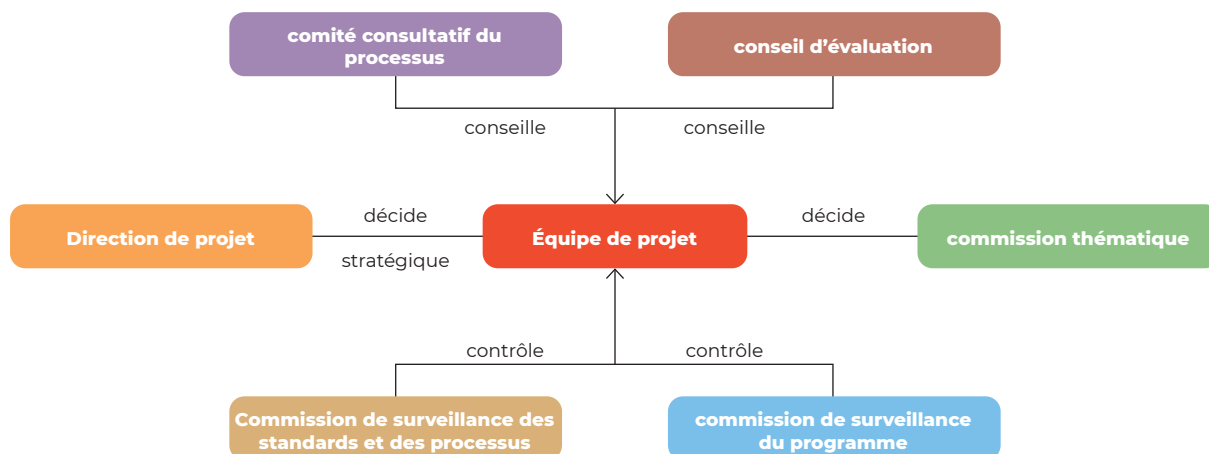 comité consultatif du
processus
conseil d’évaluation
conseille
conseille
décide
décide
Direction de projet
Équipe de projet
commission thématique
stratégique
contrôle
contrôle
Commission de surveillance des
standards et des processus
commission de surveillance
du programme